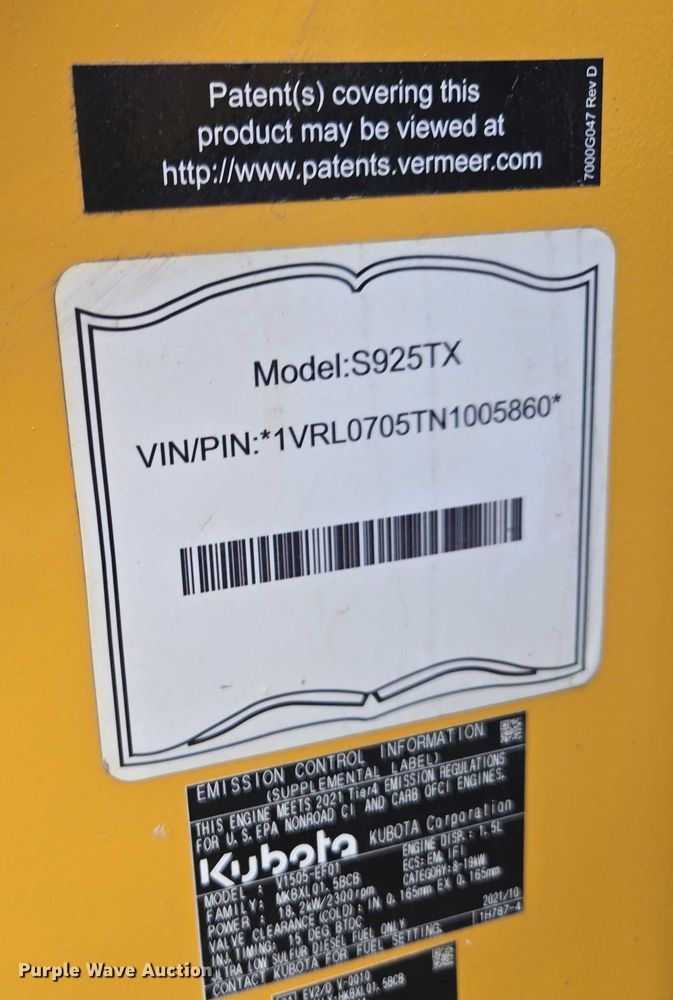 Patent(s) covering this
product may be viewed at
http://www.patents.vermeer.com
7000G047 Rev D
Model:S925TX
VIN/PIN:*1VRL0705TN1005860*
EMISSION CONTROL INFORMATION
(SUPPLEMENTAL LABEL)
THIS ENGINE MEETS 2021 Tier4 EMISSION REGULATIONS
FOR U.S.EPA NONROAD CI AND CARB OFCI ENGINES.
Kubota KUBOTA Corporation
MODEL : V1505-EF01 ENGINE DISP.: 1.5L
FAMILY: MKBXL01.5BCB ECS: EM IFI
POWER : 18.2kW/2300rpm CATEGORY:8-19kW
VALVE CLEARANCE (COLD): IN 0.165mm EX 0.165mm
INJ.TIMING: 15 DEG BTDC 2021/10
ULTRA LOW SULFUR DIESEL FUEL ONLY 1H787-4
CONTACT KUBOTA FOR FUEL SETTING.
EV2/0 V-0010
Purple Wave Auction